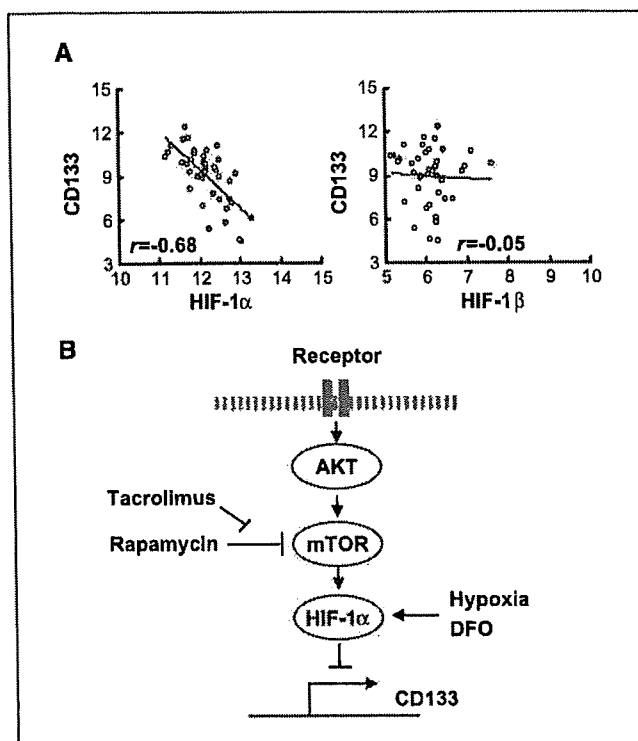 A
CD133
15
12
9
6
3
r=-0.68
10 11 12 13 14 15
HIF-1α
CD133
15
12
9
6
3
r=-0.05
5 6 7 8 9 10
HIF-1β
B
Receptor
AKT
Tacrolimus
Rapamycin
mTOR
HIF-1α
Hypoxia
DFO
CD133